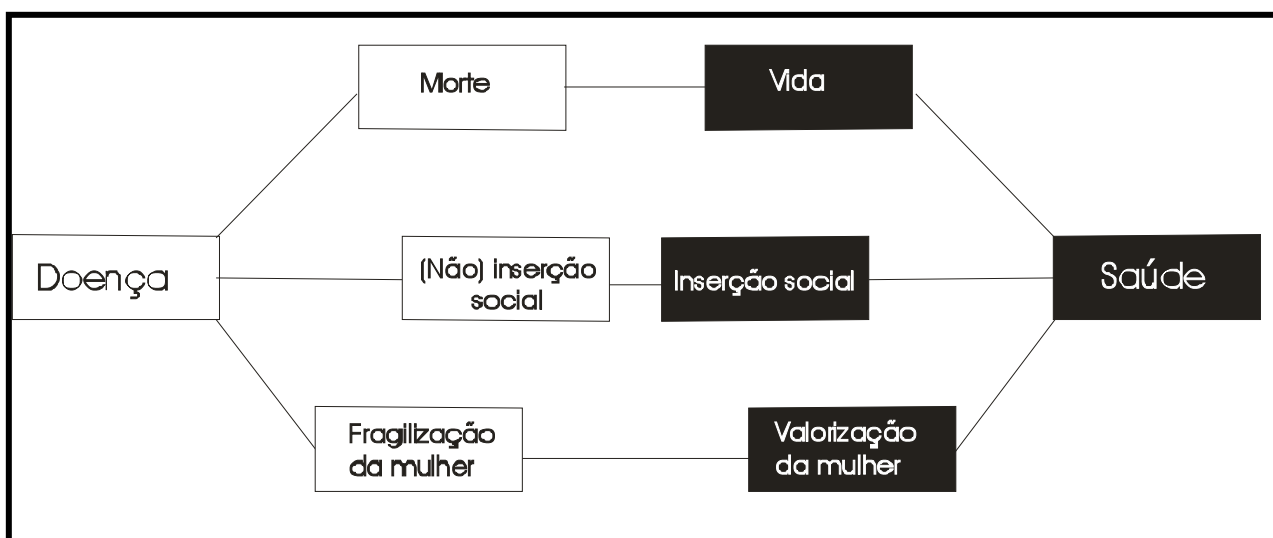 Morte
Vida
Doença
(Não) inserção
social
Inserção social
Saúde
Fragilização
da mulher
Valorização
da mulher